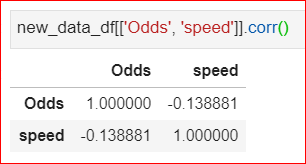 new_data_df[['Odds', 'speed']].corr()
Odds speed
Odds 1.000000 -0.138881
speed -0.138881 1.000000